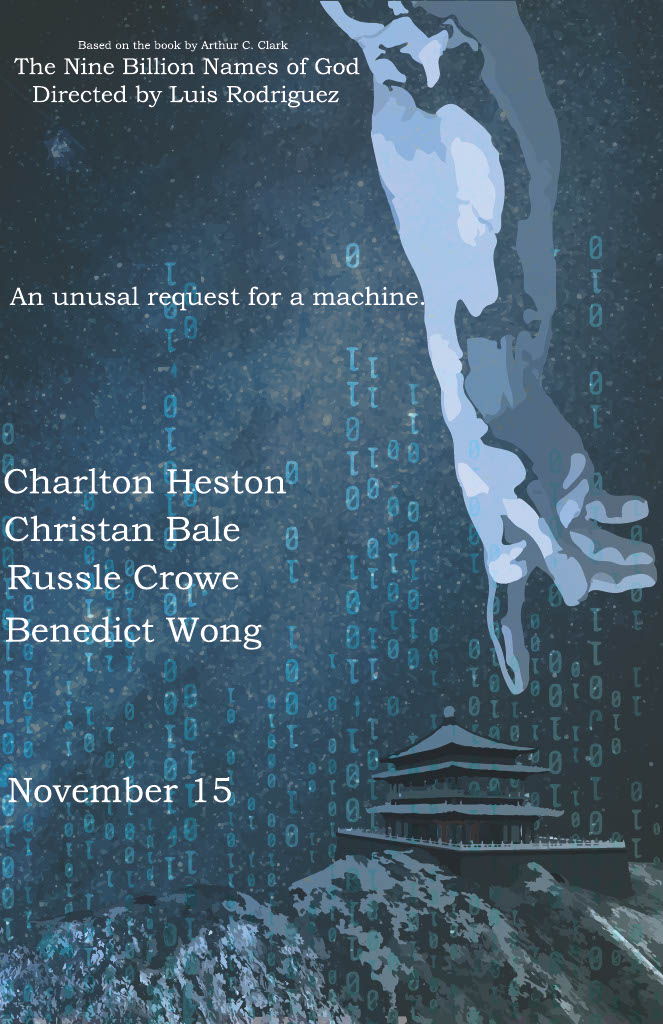 Based on the book by Arthur C. Clark
The Nine Billion Names of God
Directed by Luis Rodriguez
An unusal request for a machine.
Charlton Heston
Christan Bale
Russle Crowe
Benedict Wong
November 15